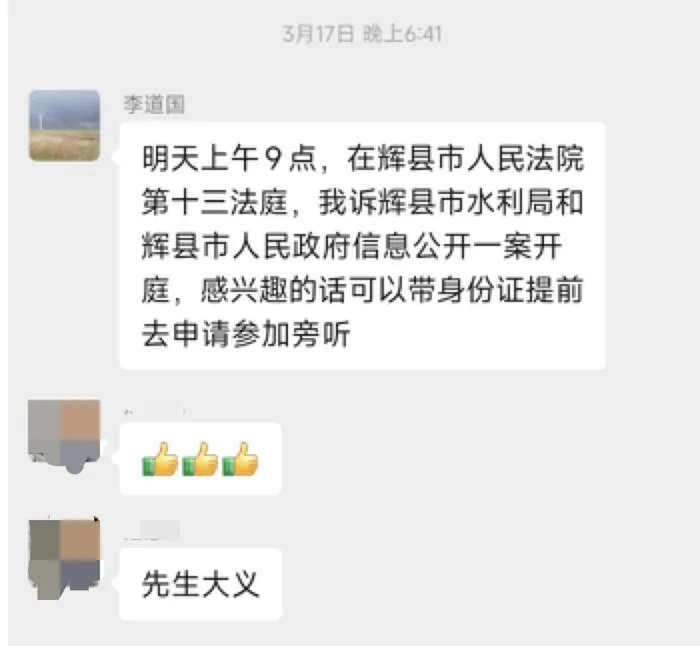 3月17日 晚上6:41
李道国
明天上午9点，在辉县市人民法院
第十三法庭，我诉辉县市水利局和
辉县市人民政府信息公开一案开
庭，感兴趣的话可以带身份证提前
去申请参加旁听
👍👍👍
先生大义